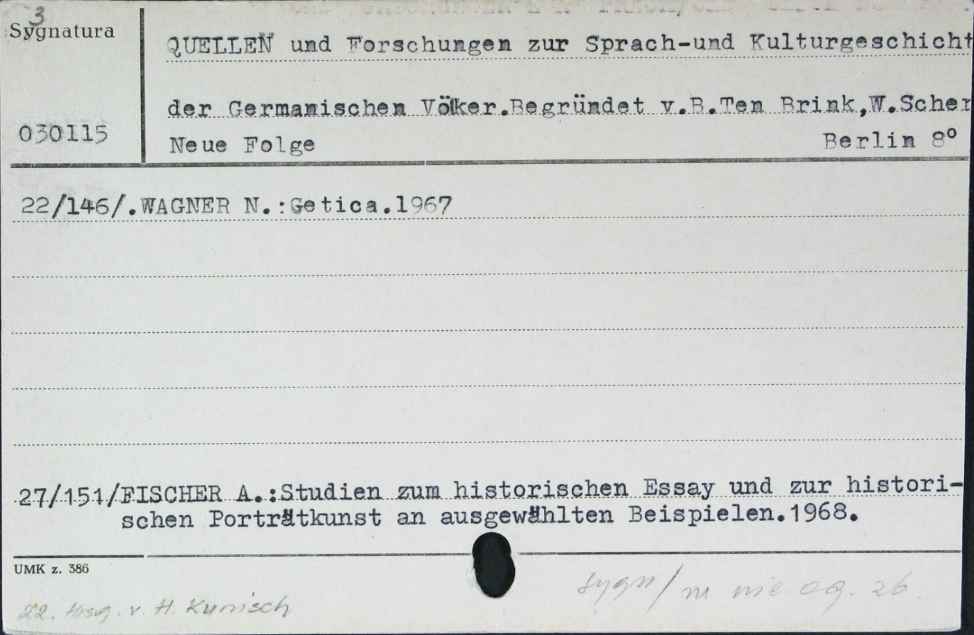 3
Sygnatura
030115
QUELLEN und Forschungen zur Sprach-und Kulturgeschicht
der Germanischen Völker.Begründet v.B.Ten Brink,W.Scher
Neue Folge Berlin 8°
22/146/.WAGNER N.:Getica.1967
27/151/FISCHER A.:Studien zum historischen Essay und zur histori-
schen Porträtkunst an ausgewählten Beispielen.1968.
UMK z. 386
22. v. H. Kunisch